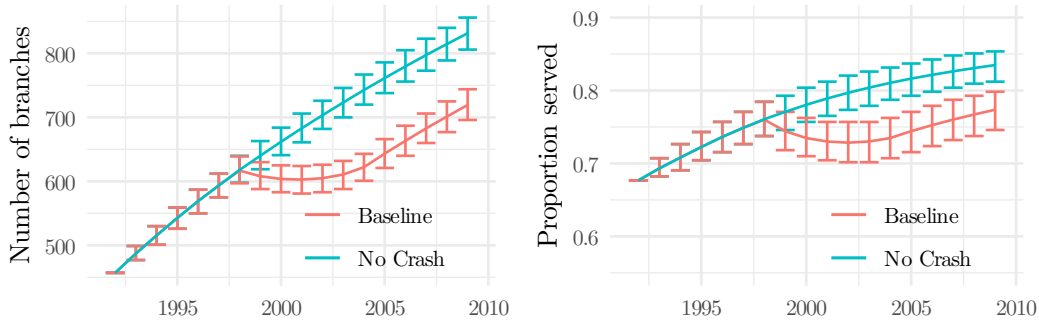 Number of branches
800
700
600
500
Baseline
No Crash
1995
2000
2005
2010
Proportion served
0.9
0.8
0.7
0.6
Baseline
No Crash
1995
2000
2005
2010